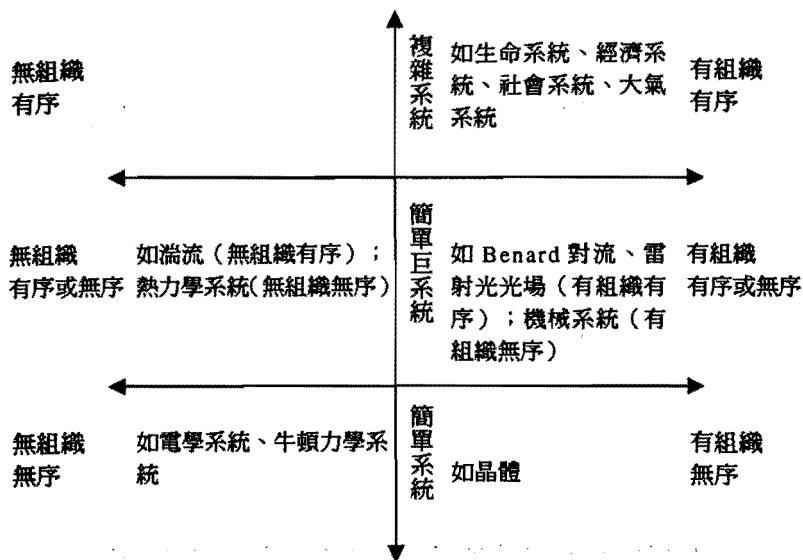 無組織
有序
複雜系統
如生命系統、經濟系
統、社會系統、大氣
系統
有組織
有序
無組織
有序或無序
如湍流（無組織有序）；
熱力學系統(無組織無序)
簡單巨系統
如 Benard 對流、雷
射光光場（有組織有
序）；機械系統（有
組織無序）
有組織
有序或無序
無組織
無序
如電學系統、牛頓力學系
統
簡單系統
如晶體
有組織
無序